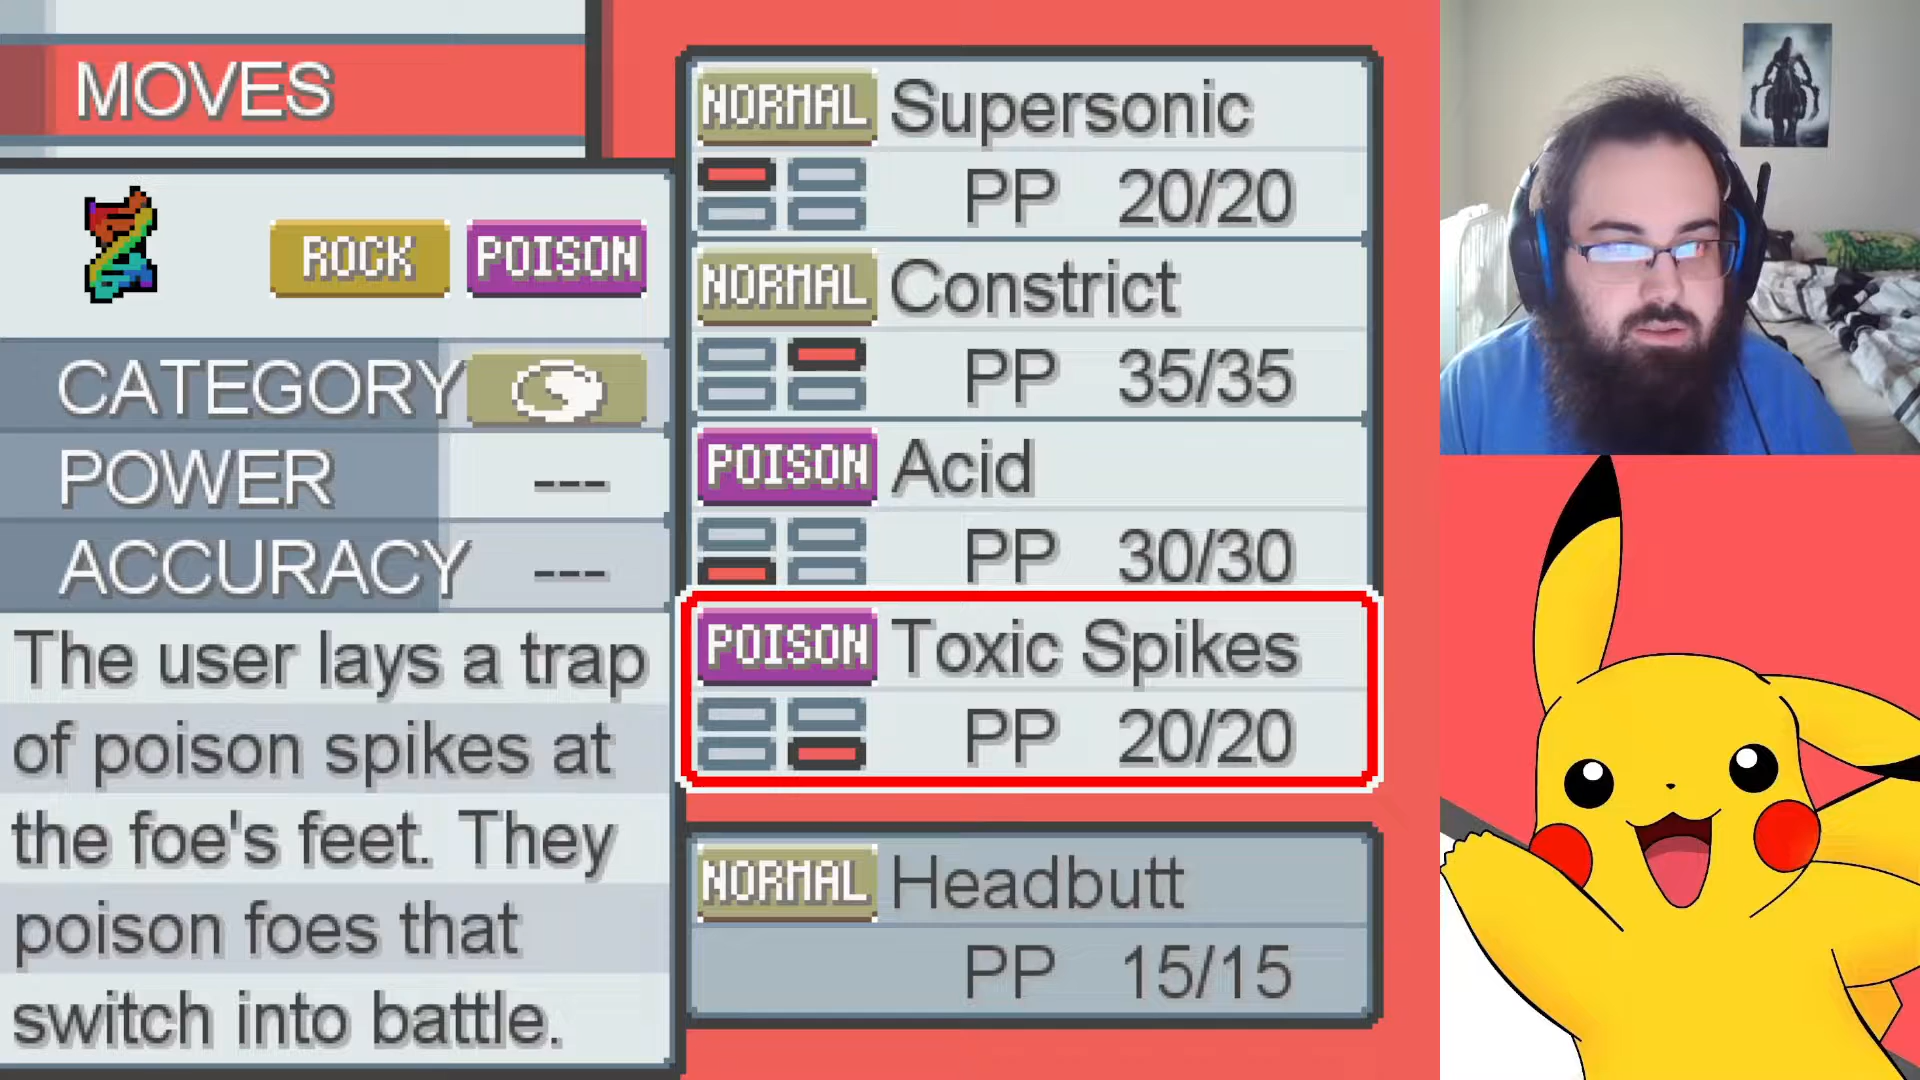 MOVES
ROCK POISON
CATEGORY
POWER ---
ACCURACY ---
The user lays a trap
of poison spikes at
the foe's feet. They
poison foes that
switch into battle.
NORMAL Supersonic
PP 20/20
NORMAL Constrict
PP 35/35
POISON Acid
PP 30/30
POISON Toxic Spikes
PP 20/20
NORMAL Headbutt
PP 15/15